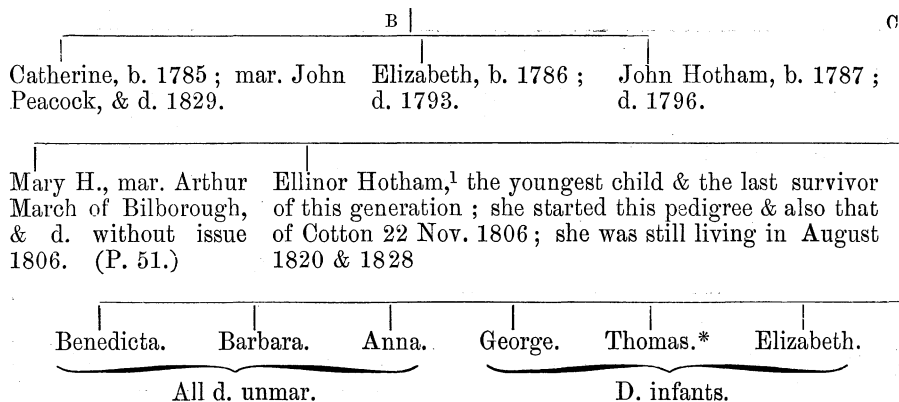 B C
Catherine, b. 1785 ; mar. John Peacock, & d. 1829.
Elizabeth, b. 1786 ; d. 1793.
John Hotham, b. 1787 ; d. 1796.
Mary H., mar. Arthur
March of Bilborough,
& d. without issue
1806. (P. 51.)
Ellinor Hotham,¹ the youngest child & the last survivor
of this generation ; she started this pedigree & also that
of Cotton 22 Nov. 1806 ; she was still living in August
1820 & 1828
Benedicta. Barbara. Anna. George. Thomas.* Elizabeth.
All d. unmar. D. infants.